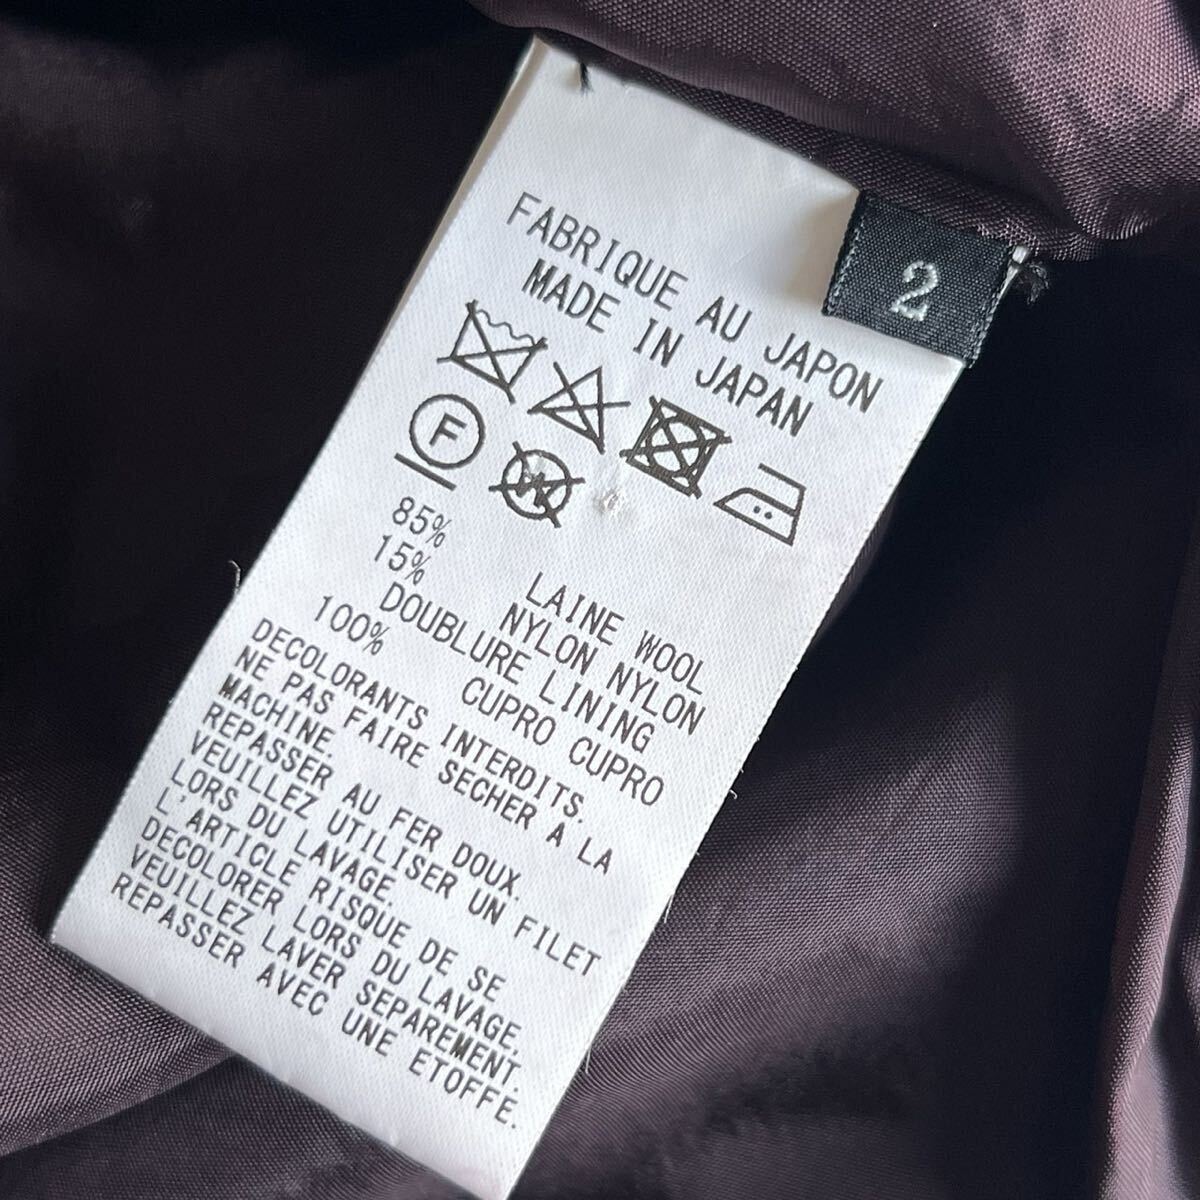 FABRIQUE AU JAPON
MADE IN JAPAN
2
F
W
85% LAINE WOOL
15% NYLON NYLON
DOUBLURE LINING
100% CUPRO CUPRO
DECOLORANTS INTERDITS.
NE PAS FAIRE SECHER A LA
MACHINE.
REPASSER AU FER DOUX.
VEUILLEZ UTILISER UN FILET
LORS DU LAVAGE.
L'ARTICLE RISQUE DE SE
DECOLORER LORS DU LAVAGE.
VEUILLEZ LAVER SEPAREMENT.
REPASSER AVEC UNE ETOFFE.